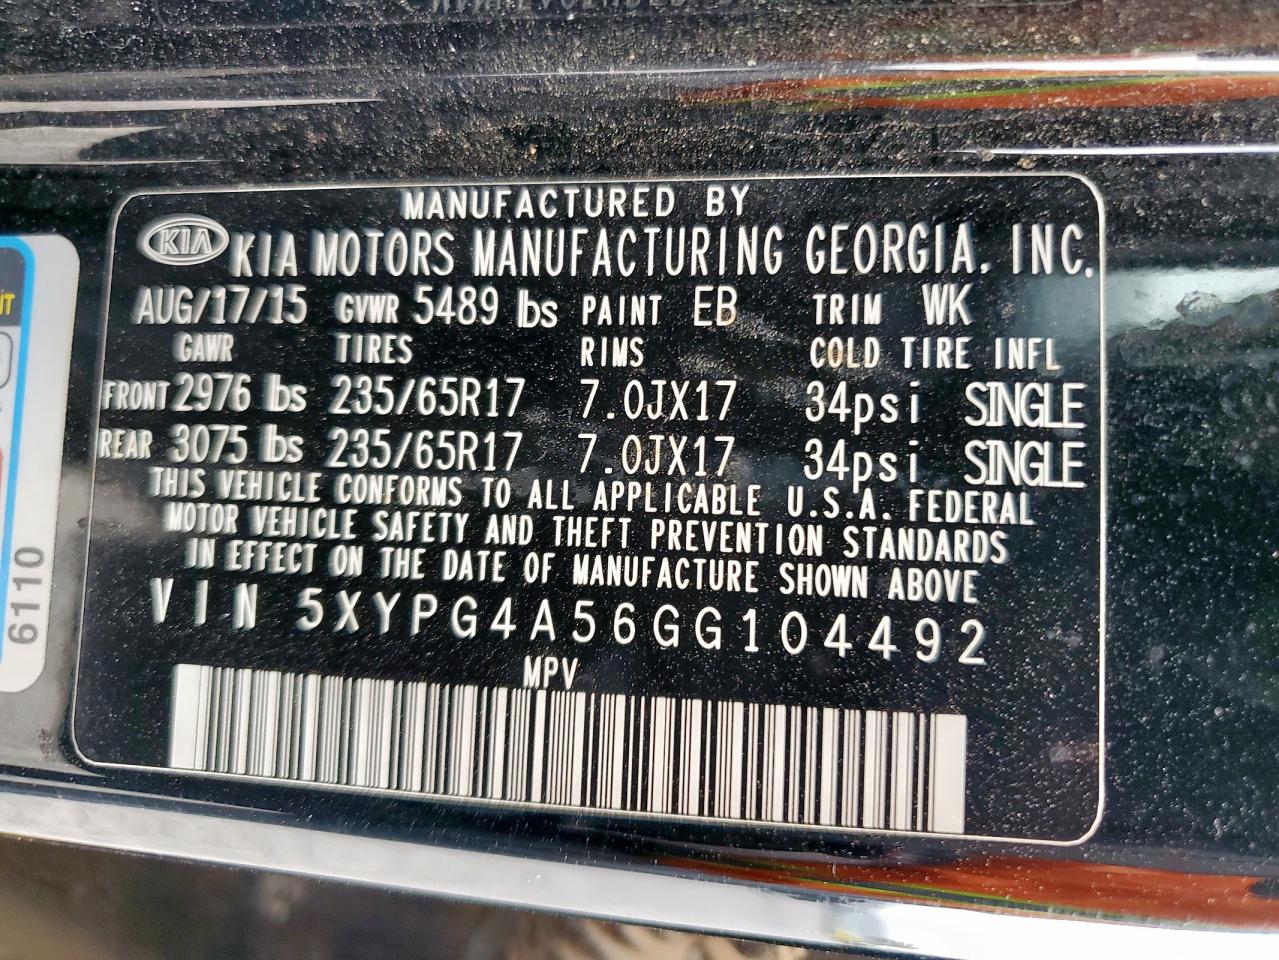 MANUFACTURED BY
KIA KIA MOTORS MANUFACTURING GEORGIA, INC.
AUG/17/15 GVWR 5489 lbs PAINT EB TRIM WK
GAWR TIRES RIMS COLD TIRE INFL
FRONT 2976 lbs 235/65R17 7.0JX17 34psi SINGLE
REAR 3075 lbs 235/65R17 7.0JX17 34psi SINGLE
THIS VEHICLE CONFORMS TO ALL APPLICABLE U.S.A. FEDERAL
MOTOR VEHICLE SAFETY AND THEFT PREVENTION STANDARDS
IN EFFECT ON THE DATE OF MANUFACTURE SHOWN ABOVE
VIN 5XYPG4A56GG104492
MPV
6110